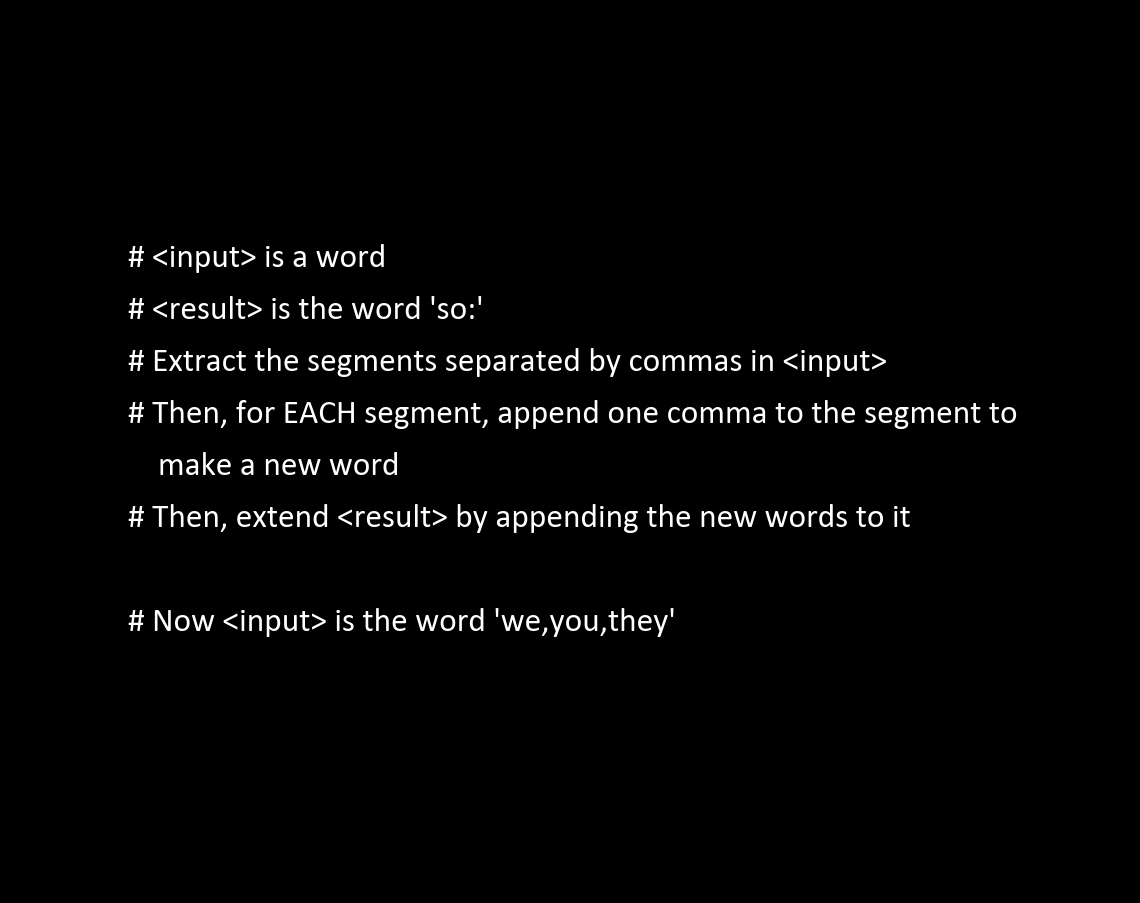 # <input> is a word
# <result> is the word 'so:'
# Extract the segments separated by commas in <input>
# Then, for EACH segment, append one comma to the segment to
make a new word
# Then, extend <result> by appending the new words to it
# Now <input> is the word 'we,you,they'